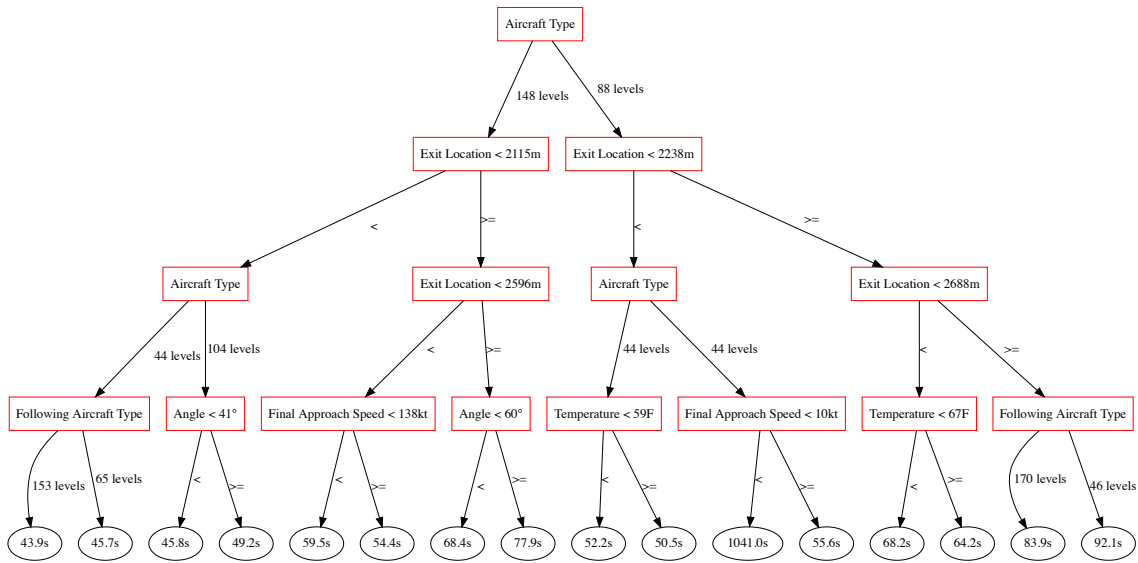 Aircraft Type
148 levels
88 levels
Exit Location < 2115m
Exit Location < 2238m
<
>=
<
>=
Aircraft Type
Exit Location < 2596m
Aircraft Type
Exit Location < 2688m
44 levels
104 levels
<
>=
44 levels
44 levels
<
>=
Following Aircraft Type
Angle < 41°
Final Approach Speed < 138kt
Angle < 60°
Temperature < 59F
Final Approach Speed < 10kt
Temperature < 67F
Following Aircraft Type
153 levels
65 levels
<
>=
<
>=
<
>=
<
>=
<
>=
<
>=
170 levels
46 levels
43.9s
45.7s
45.8s
49.2s
59.5s
54.4s
68.4s
77.9s
52.2s
50.5s
1041.0s
55.6s
68.2s
64.2s
83.9s
92.1s